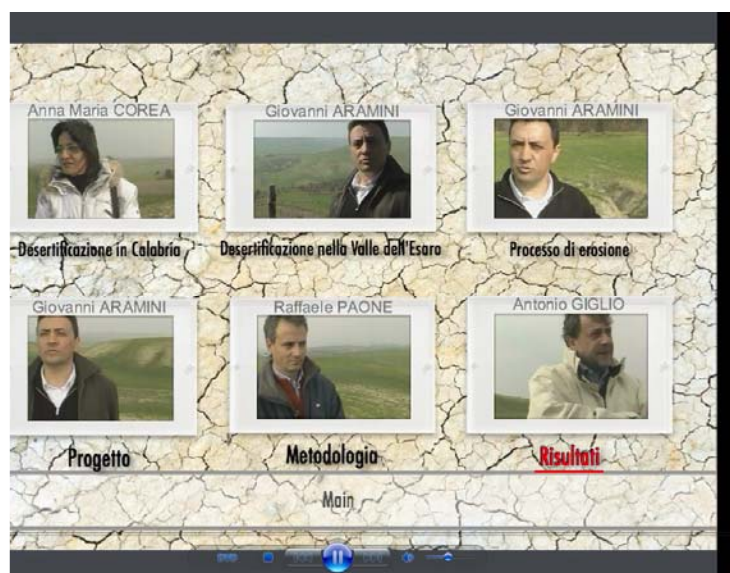 Anna Maria COREA
Giovanni ARAMINI
Giovanni ARAMINI
Desertificazione in Calabria
Desertificazione nella Valle dell'Esaro
Processo di erosione
Giovanni ARAMINI
Raffaele PAONE
Antonio GIGLIO
Progetto
Metodologia
Risultati
Main
DVD